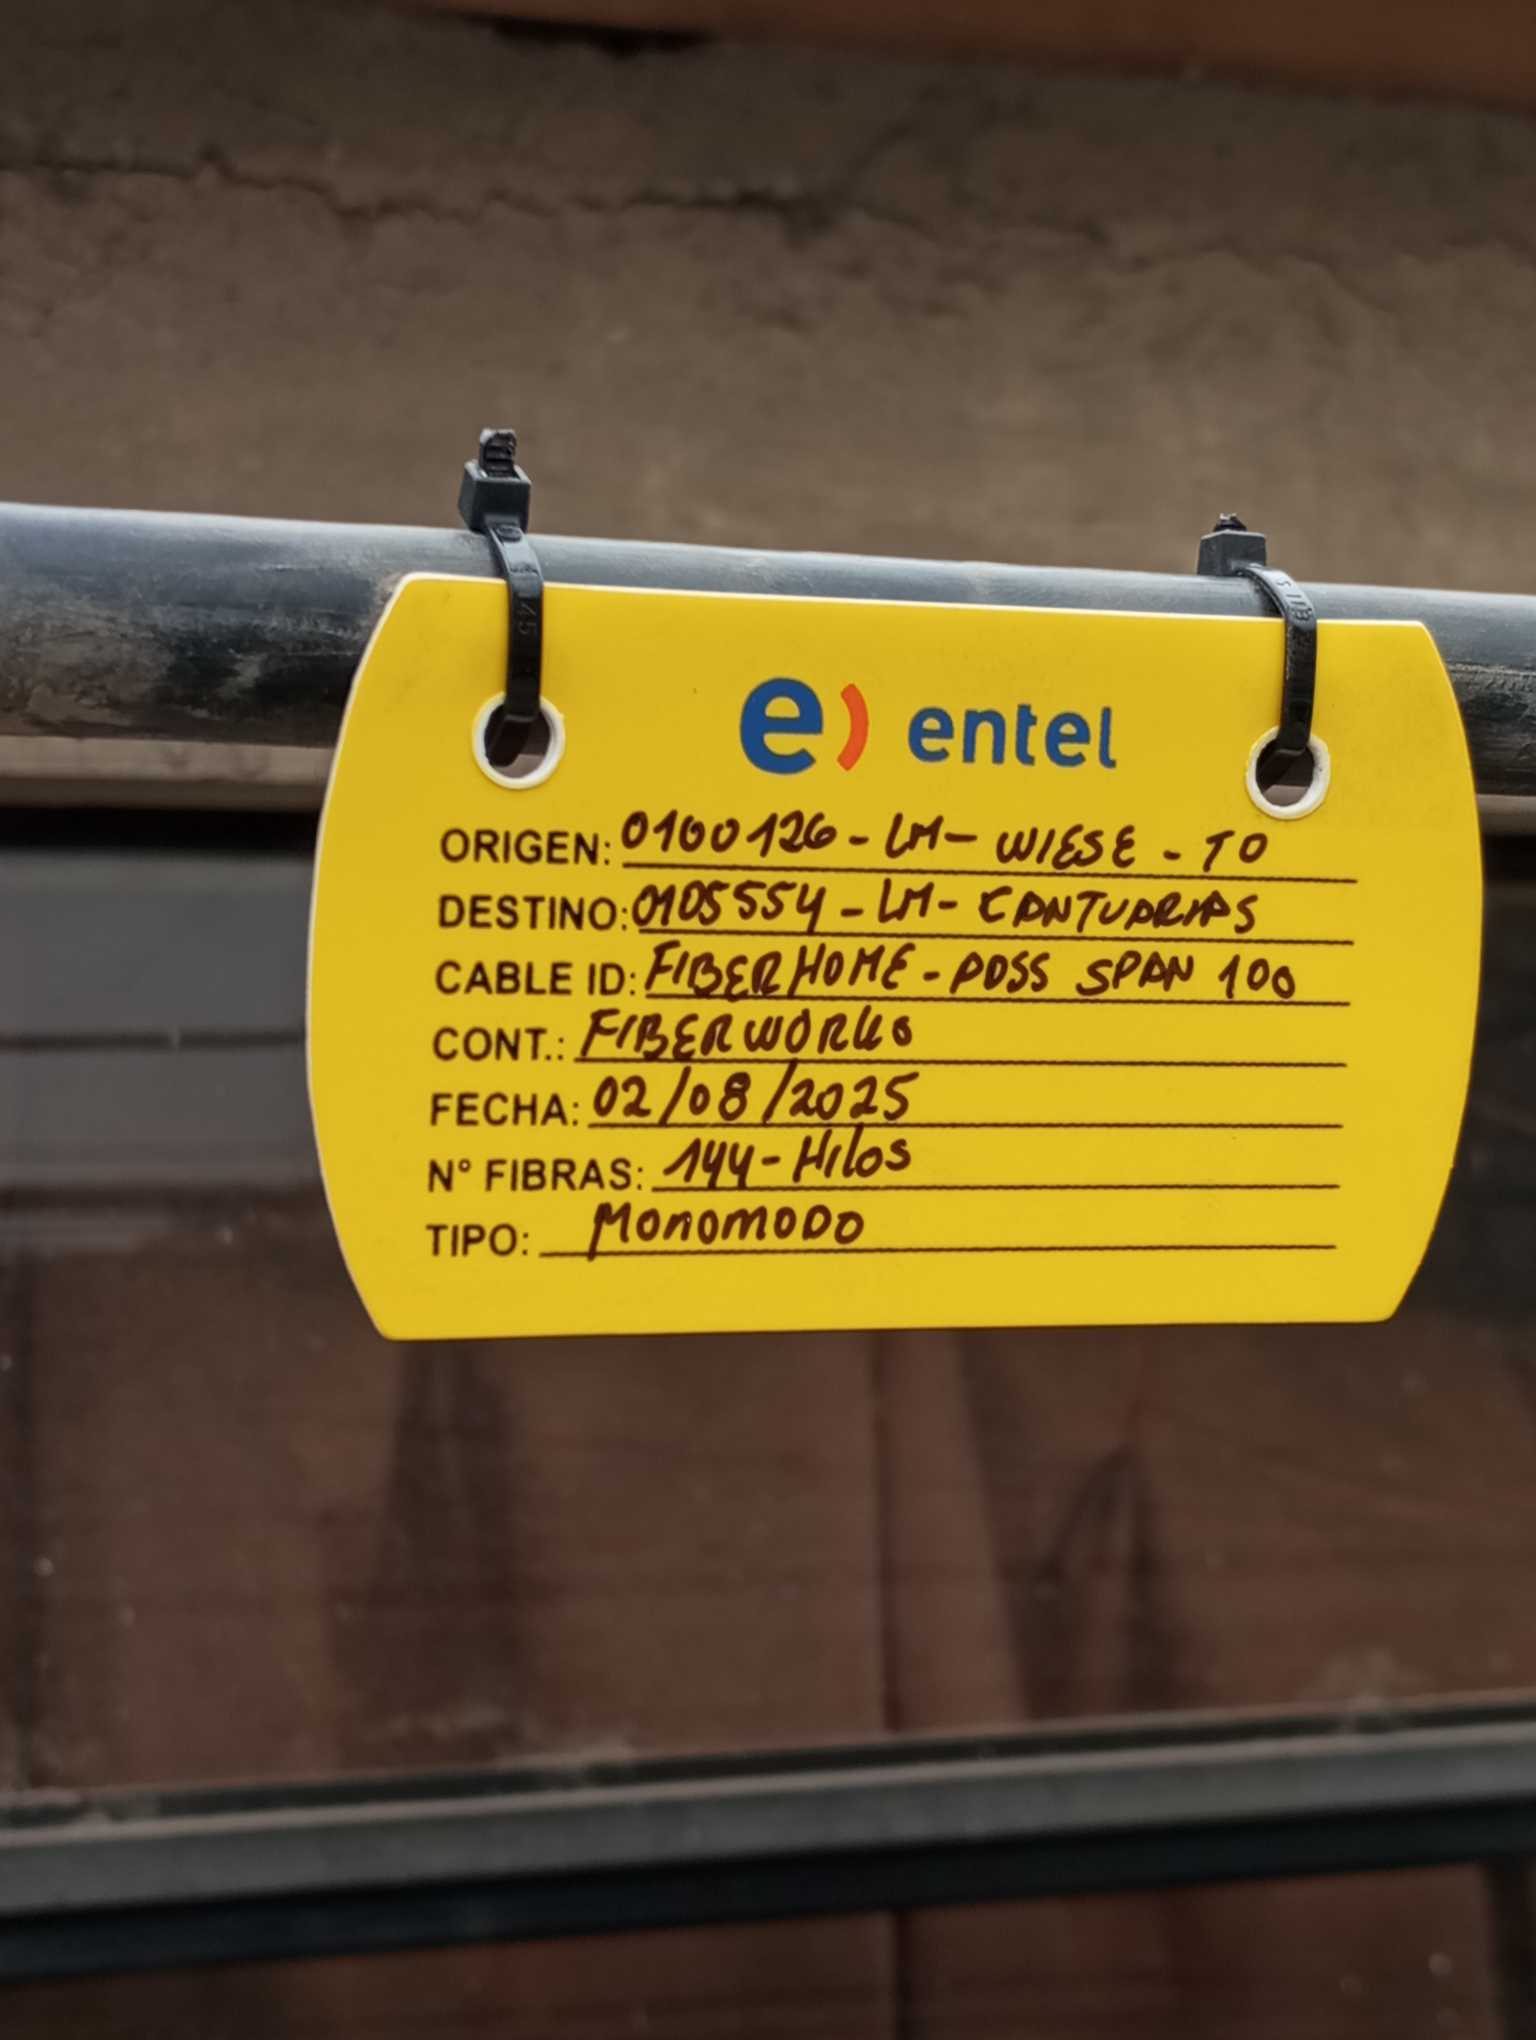 e) entel
ORIGEN: 0100126 - LM - WIESE - TO
DESTINO: 0105554 - LM - CANTUARIAS
CABLE ID: FIBERHOME - ADSS SPAN 100
CONT.: FIBERWORKS
FECHA: 02/08/2025
N° FIBRAS: 144 - Hilos
TIPO: MONOMODO